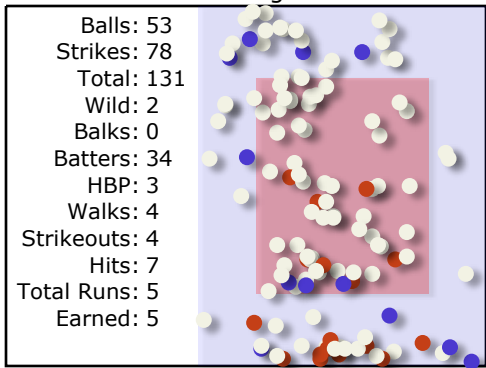 Balls: 53
Strikes: 78
Total: 131
Wild: 2
Balks: 0
Batters: 34
HBP: 3
Walks: 4
Strikeouts: 4
Hits: 7
Total Runs: 5
Earned: 5